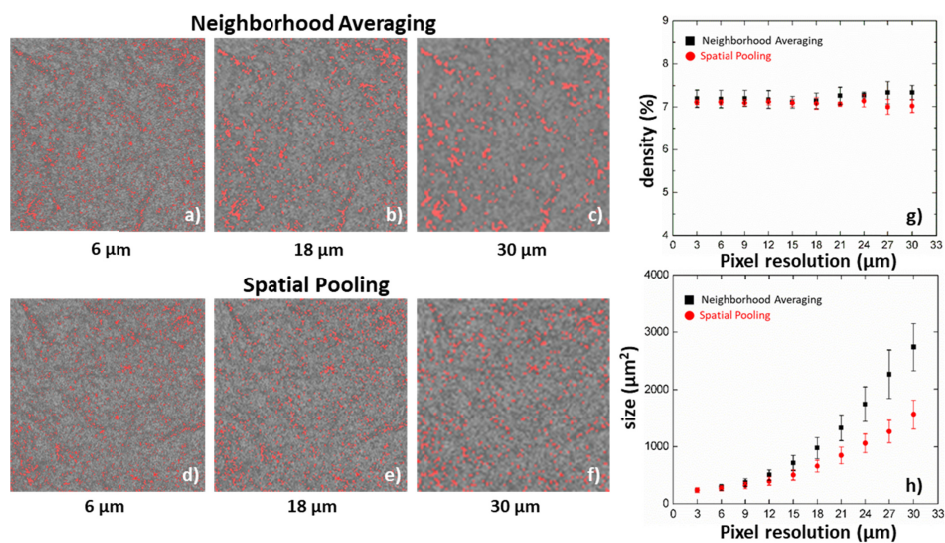 Neighborhood Averaging
a)
b)
c)
6 µm
18 µm
30 µm
Spatial Pooling
d)
e)
f)
6 µm
18 µm
30 µm
9
8
7
6
5
4
density (%)
Neighborhood Averaging
Spatial Pooling
g)
0 3 6 9 12 15 18 21 24 27 30 33
Pixel resolution (µm)
4000
3000
2000
1000
0
size (µm²)
Neighborhood Averaging
Spatial Pooling
h)
0 3 6 9 12 15 18 21 24 27 30 33
Pixel resolution (µm)